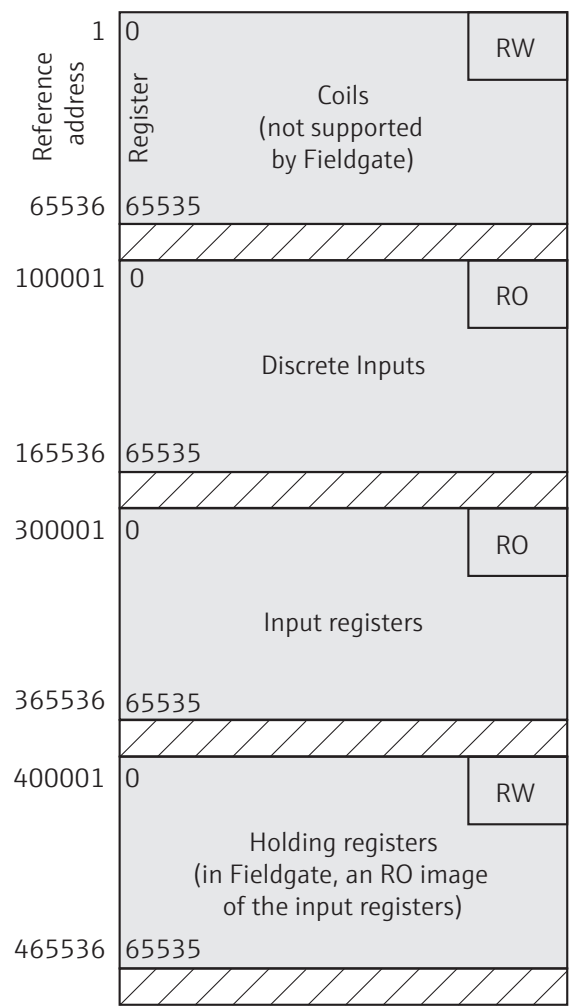 Reference
address
1
0
RW
Register
Coils
(not supported
by Fieldgate)
65536
65535
100001
0
RO
Discrete Inputs
165536
65535
300001
0
RO
Input registers
365536
65535
400001
0
RW
Holding registers
(in Fieldgate, an RO image
of the input registers)
465536
65535